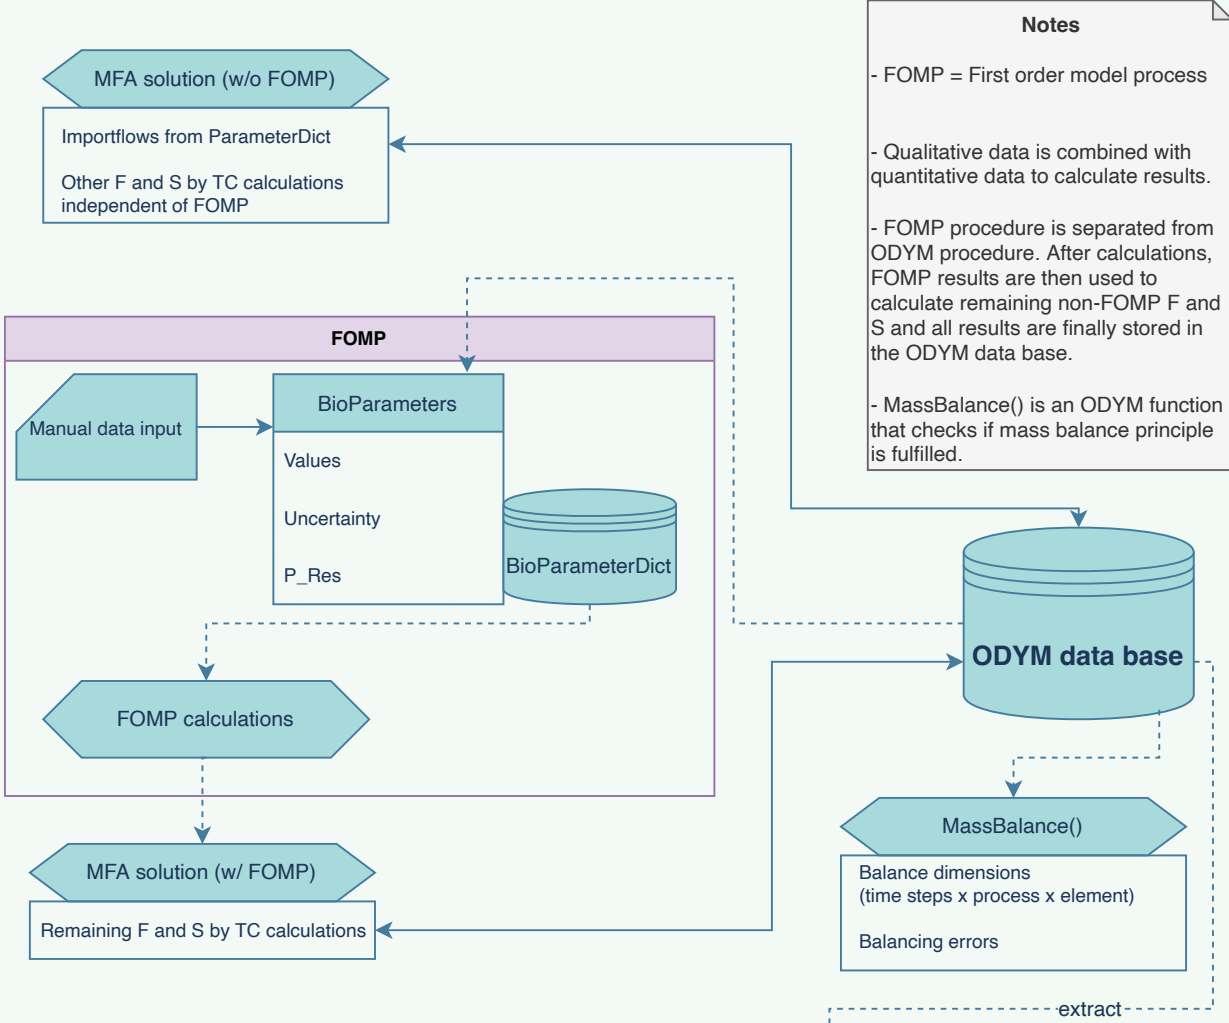 MFA solution (w/o FOMP)
Importflows from ParameterDict
Other F and S by TC calculations
independent of FOMP
Notes
- FOMP = First order model process
- Qualitative data is combined with
quantitative data to calculate results.
- FOMP procedure is separated from
ODYM procedure. After calculations,
FOMP results are then used to
calculate remaining non-FOMP F and
S and all results are finally stored in
the ODYM data base.
- MassBalance() is an ODYM function
that checks if mass balance principle
is fulfilled.
FOMP
Manual data input
BioParameters
Values
Uncertainty
P_Res
BioParameterDict
FOMP calculations
ODYM data base
MFA solution (w/ FOMP)
Remaining F and S by TC calculations
MassBalance()
Balance dimensions
(time steps x process x element)
Balancing errors
extract